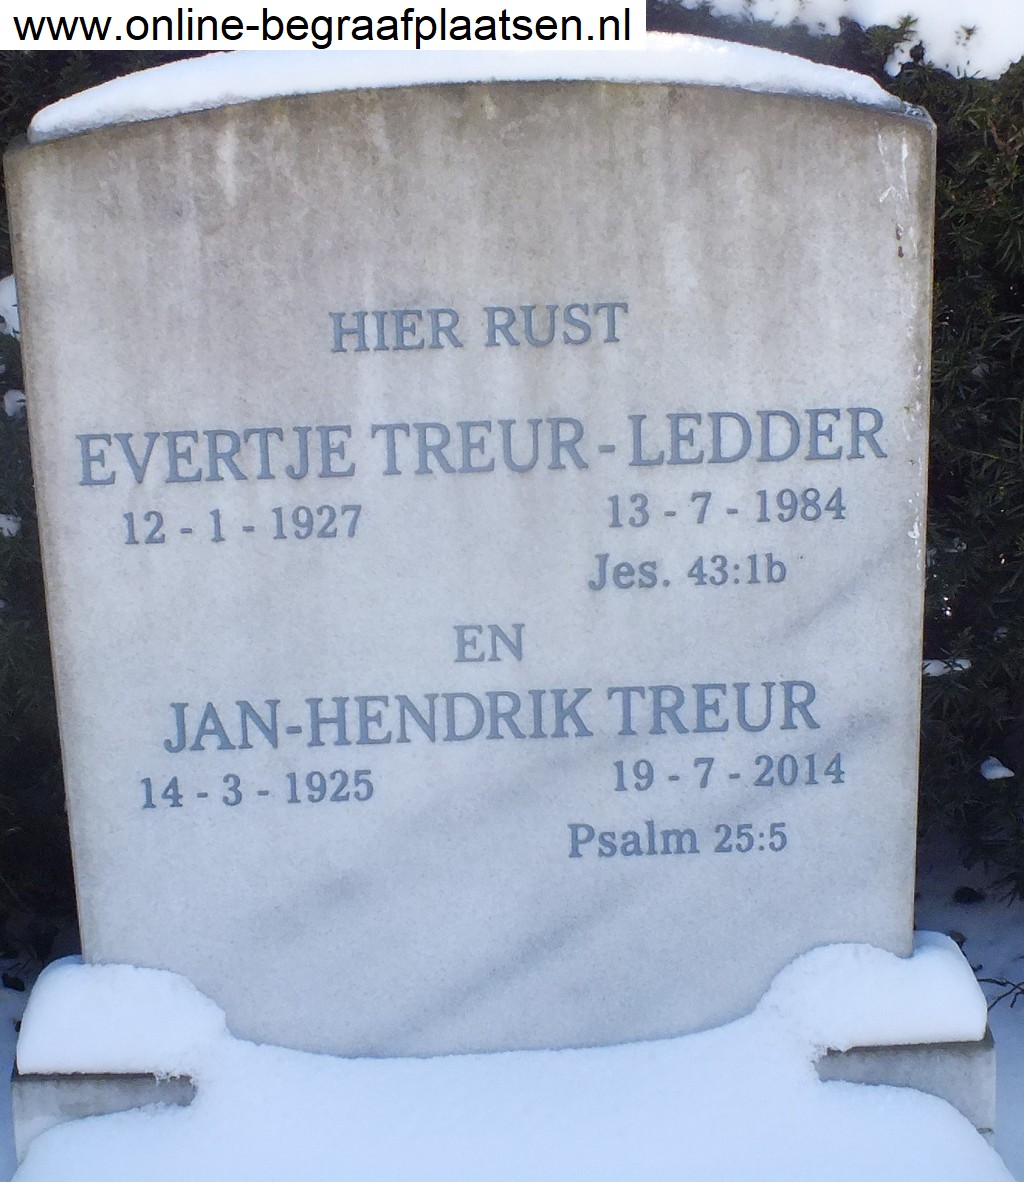 www.online-begraafplaatsen.nl
HIER RUST
EVERTJE TREUR-LEDDER
12-1-1927 13-7-1984
Jes. 43:1b
EN
JAN-HENDRIK TREUR
14-3-1925 19-7-2014
Psalm 25:5